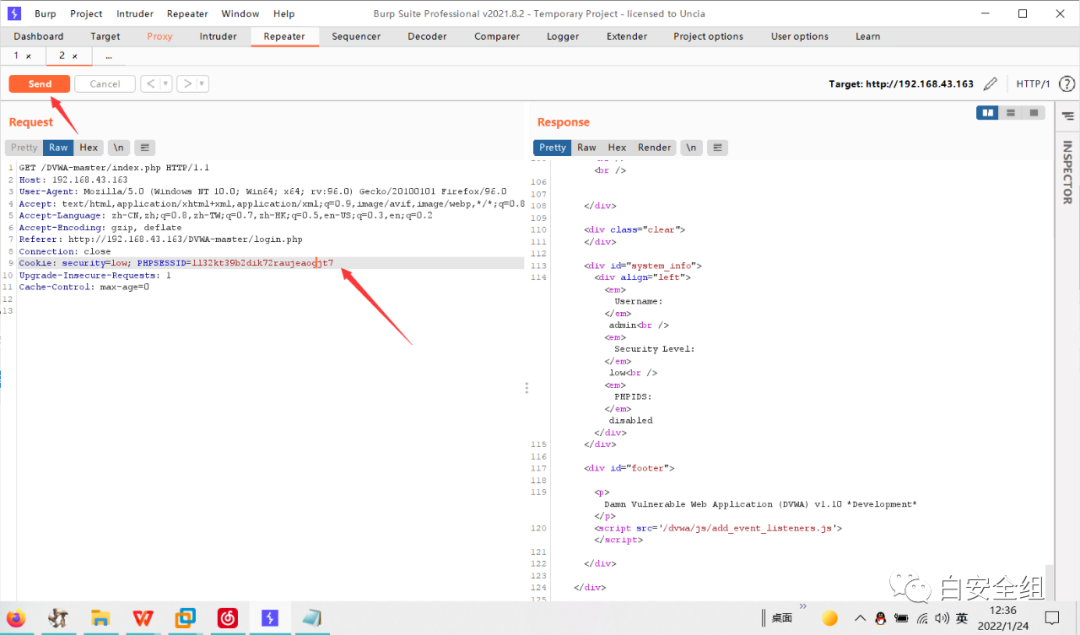 Burp Project Intruder Repeater Window Help Burp Suite Professional v2021.8.2 - Temporary Project - licensed to Uncia
Dashboard Target Proxy Intruder Repeater Sequencer Decoder Comparer Logger Extender Project options User options Learn
1 × 2 × ...
Send Cancel < > Target: http://192.168.43.163 HTTP/1 ?
Request
Pretty Raw Hex \n
1 GET /DVWA-master/index.php HTTP/1.1
2 Host: 192.168.43.163
3 User-Agent: Mozilla/5.0 (Windows NT 10.0; Win64; x64; rv:96.0) Gecko/20100101 Firefox/96.0
4 Accept: text/html,application/xhtml+xml,application/xml;q=0.9,image/avif,image/webp,*/*;q=0.8
5 Accept-Language: zh-CN,zh;q=0.8,zh-TW;q=0.7,zh-HK;q=0.5,en-US;q=0.3,en;q=0.2
6 Accept-Encoding: gzip, deflate
7 Referer: http://192.168.43.163/DVWA-master/login.php
8 Connection: close
9 Cookie: security=low; PHPSESSID=
10 Upgrade-Insecure-Requests: 1
11 Cache-Control: max-age=0
12
13
Response
Pretty Raw Hex Render \n
INSPECTOR
<br />
106
107
108 </div>
109
110 <div class="clear">
111 </div>
112
113 <div id="system_info">
114 <div align="left">
<em>
Username:
</em>
admin<br />
<em>
Security Level:
</em>
low<br />
<em>
PHPIDS:
</em>
disabled
</div>
115 </div>
116
117 <div id="footer">
118
119 <p>
Damn Vulnerable Web Application (DVWA) v1.10 *Development*
</p>
120 <script src='/dvwa/js/add_event_listeners.js'>
</script>
121
122 </div>
123
124 </div>
125
白安全组
桌面 英 12:36
2022/1/24